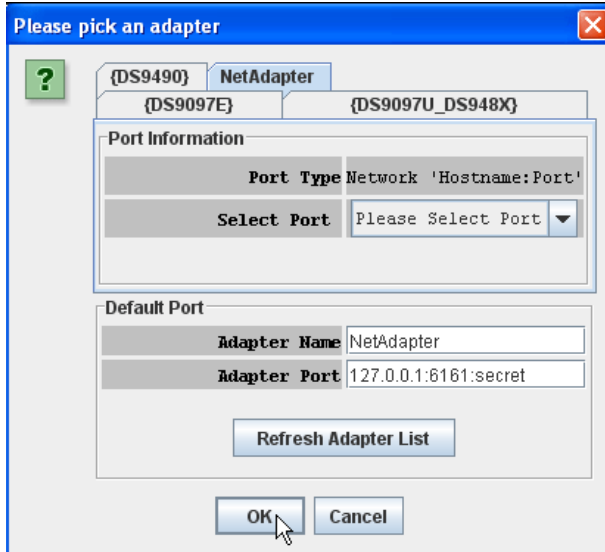 Please pick an adapter
?
{DS9490} NetAdapter
{DS9097E} {DS9097U_DS948X}
Port Information
Port Type Network 'Hostname:Port'
Select Port Please Select Port
Default Port
Adapter Name NetAdapter
Adapter Port 127.0.0.1:6161:secret
Refresh Adapter List
OK Cancel